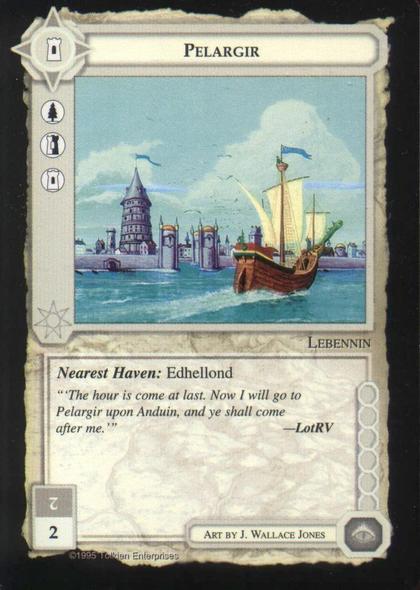 PELARGIR
LEBENNIN
Nearest Haven: Edhellond
“‘The hour is come at last. Now I will go to
Pelargir upon Anduin, and ye shall come
after me.’” —LotRV
2
2
ART BY J. WALLACE JONES
©1995 Tolkien Enterprises